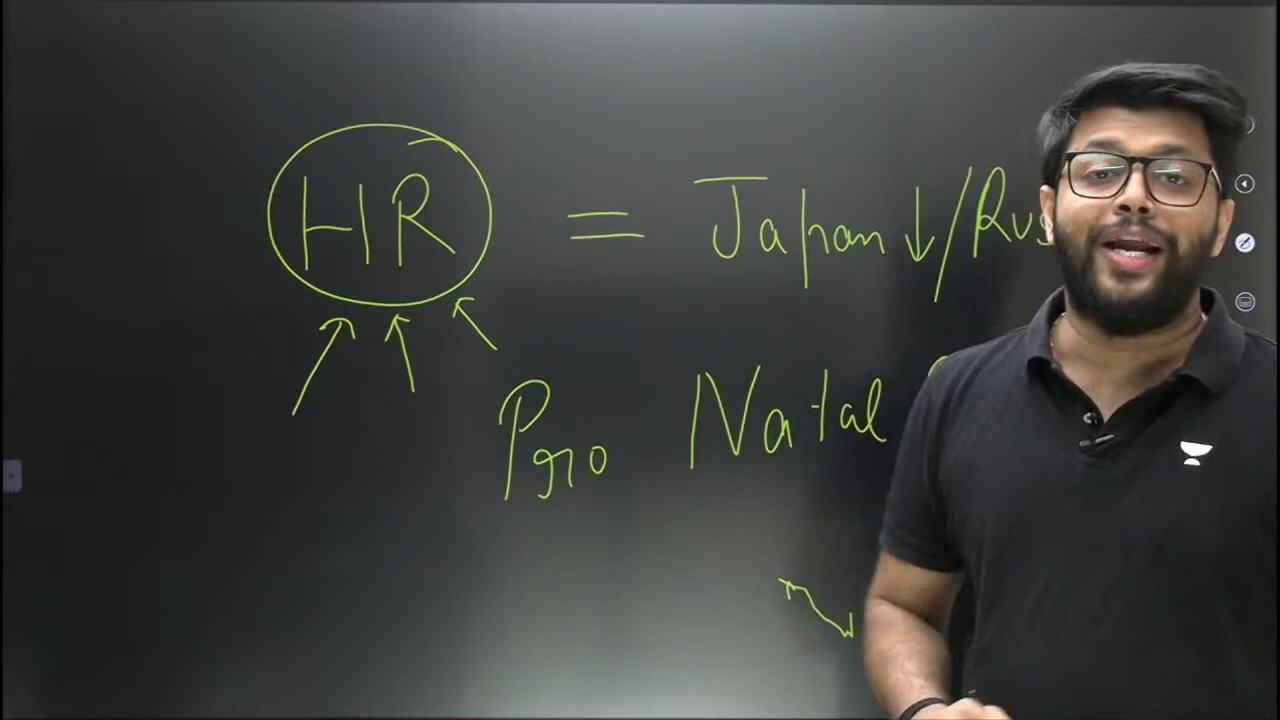 HR = Japan ↓ / Rus
Pro Natal